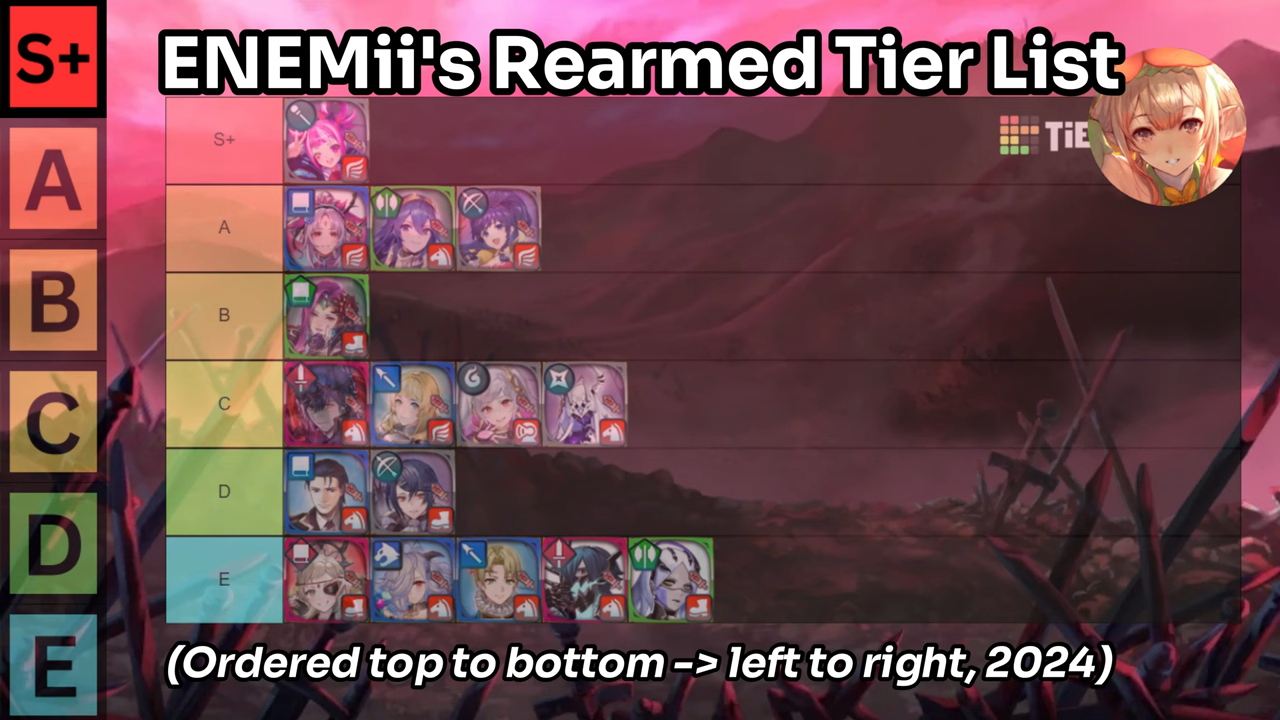 ENEMii's Rearmed Tier List
S+
A
B
C
D
E
TiE
S+
A
B
C
D
E
(Ordered top to bottom -> left to right, 2024)